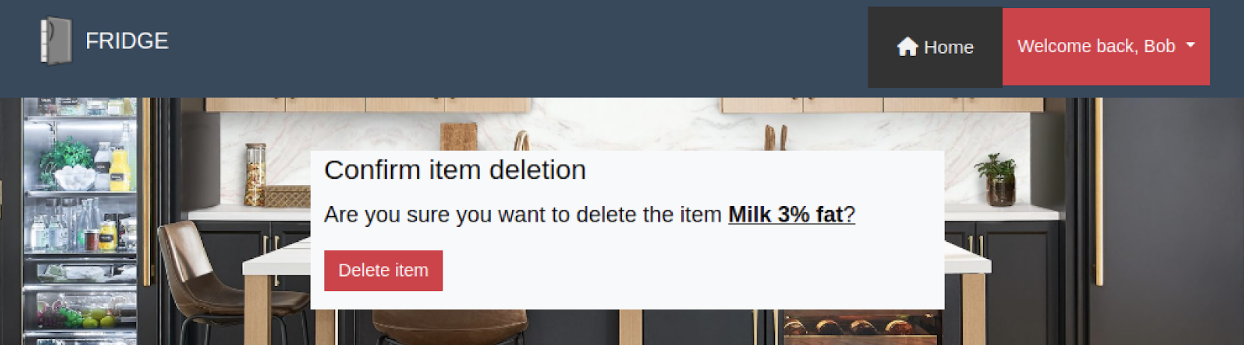 FRIDGE
Home
Welcome back, Bob
Confirm item deletion
Are you sure you want to delete the item Milk 3% fat?
Delete item